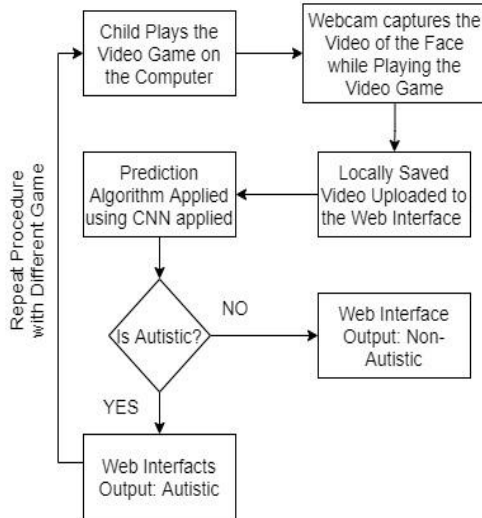 Child Plays the
Video Game on
the Computer
Webcam captures the
Video of the Face
while Playing the
Video Game
Locally Saved
Video Uploaded to
the Web Interface
Prediction
Algorithm Applied
using CNN applied
Is Autistic?
NO
Web Interface
Output: Non-
Autistic
YES
Web Interfacts
Output: Autistic
Repeat Procedure
with Different Game